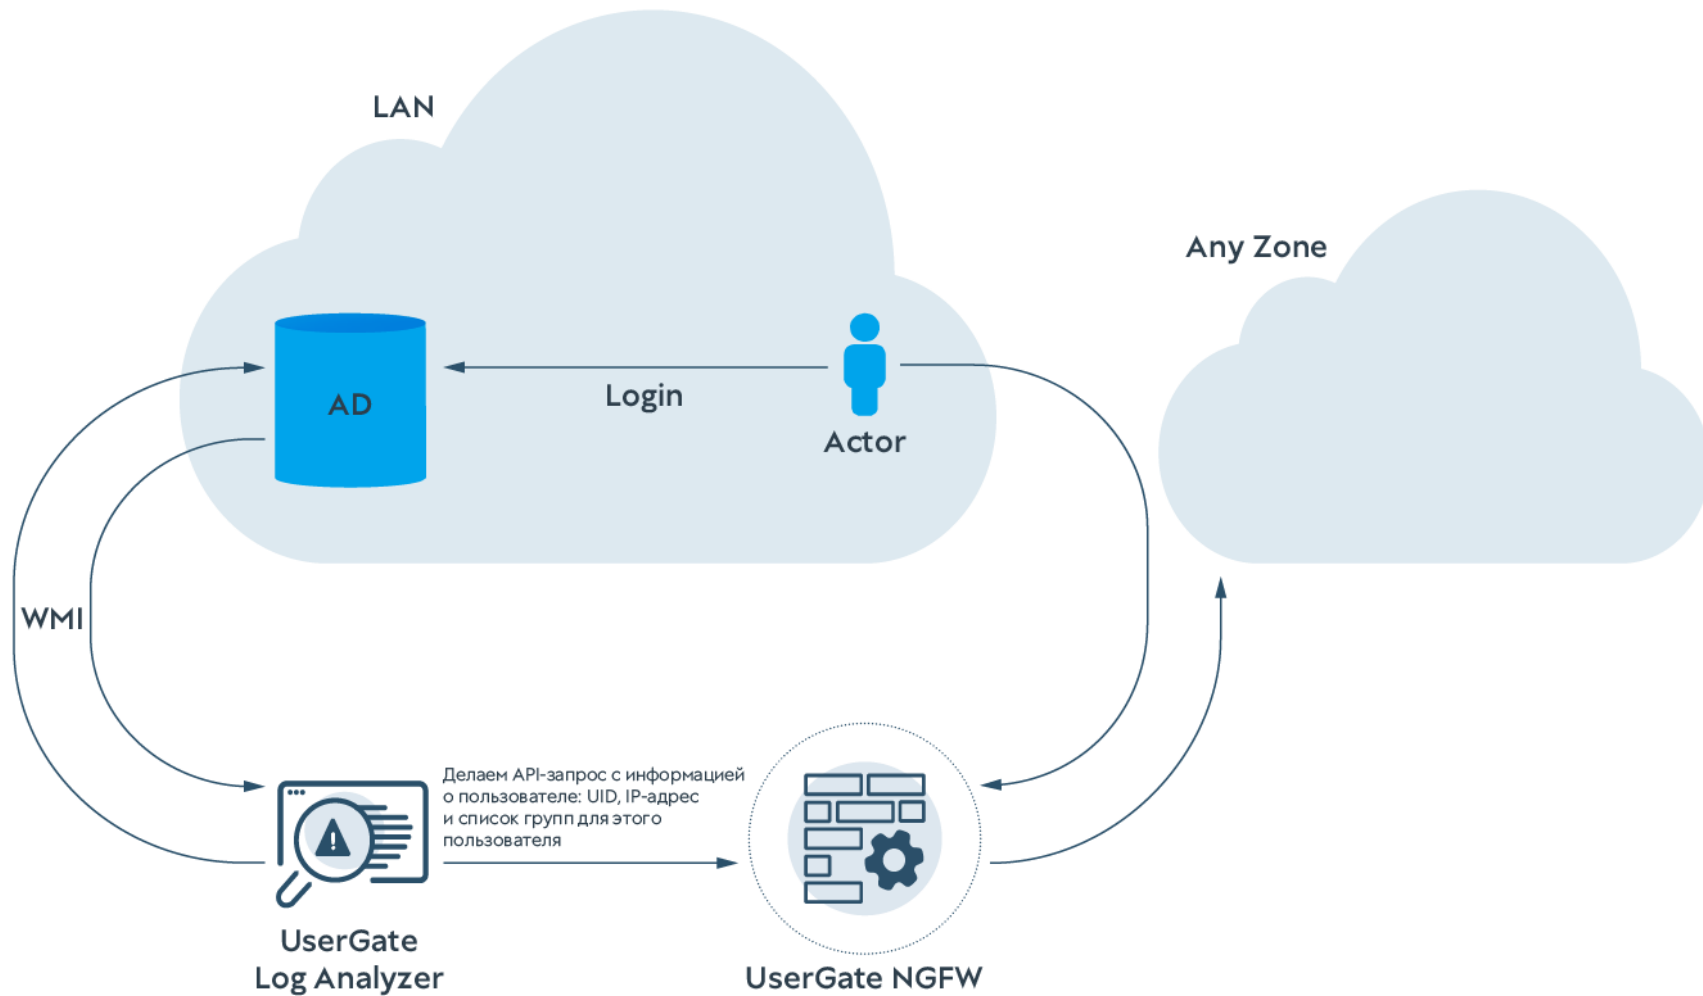 LAN
Any Zone
AD
Login
Actor
WMI
Делаем API-запрос с информацией
о пользователе: UID, IP-адрес
и список групп для этого
пользователя
UserGate
Log Analyzer
UserGate NGFW